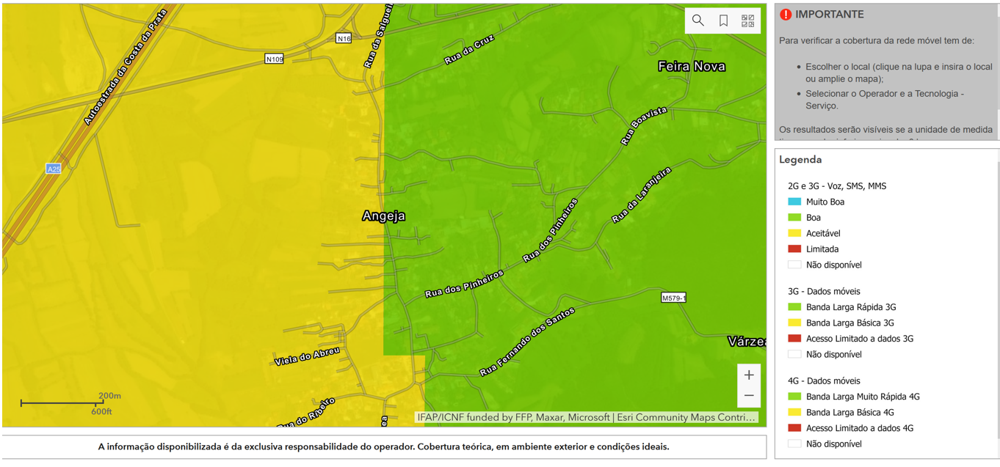 Autoestrada da Costa da Prata
N109
N16
Rua da Salguei
Rua da Cruz
Feira Nova
Rua Boavista
A25
Rua da Laranjeira
Angeja
Rua dos Pinheiros
Rua dos Pinheiros
M579-1
Rua Fernando dos Santos
Várzea
Viela do Abreu
Rua do Ribeiro
ea
200m
600ft
+
−
IFAP/ICNF funded by FFP, Maxar, Microsoft | Esri Community Maps Contri...
A informação disponibilizada é da exclusiva responsabilidade do operador. Cobertura teórica, em ambiente exterior e condições ideais.
! IMPORTANTE
Para verificar a cobertura da rede móvel tem de:
• Escolher o local (clique na lupa e insira o local
ou amplie o mapa);
• Selecionar o Operador e a Tecnologia -
Serviço.
Os resultados serão visíveis se a unidade de medida
Legenda
2G e 3G - Voz, SMS, MMS
Muito Boa
Boa
Aceitável
Limitada
Não disponível
3G - Dados móveis
Banda Larga Rápida 3G
Banda Larga Básica 3G
Acesso Limitado a dados 3G
Não disponível
4G - Dados móveis
Banda Larga Muito Rápida 4G
Banda Larga Básica 4G
Acesso Limitado a dados 4G
Não disponível